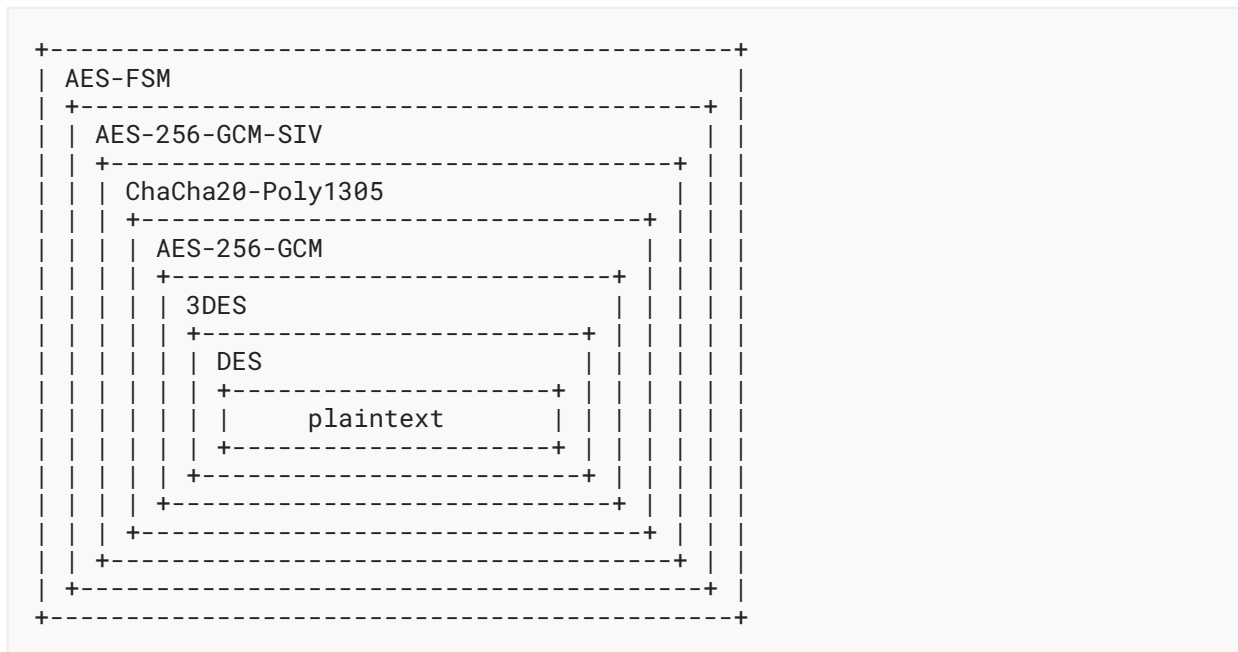 AES-FSM
AES-256-GCM-SIV
ChaCha20-Poly1305
AES-256-GCM
3DES
DES
plaintext